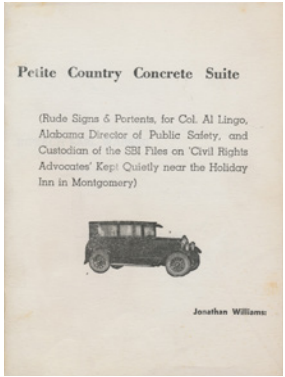 Petite Country Concrete Suite
(Rude Signs & Portents, for Col. Al Lingo,
Alabama Director of Public Safety, and
Custodian of the SBI Files on 'Civil Rights
Advocates' Kept Quietly near the Holiday
Inn in Montgomery)
Jonathan Williams